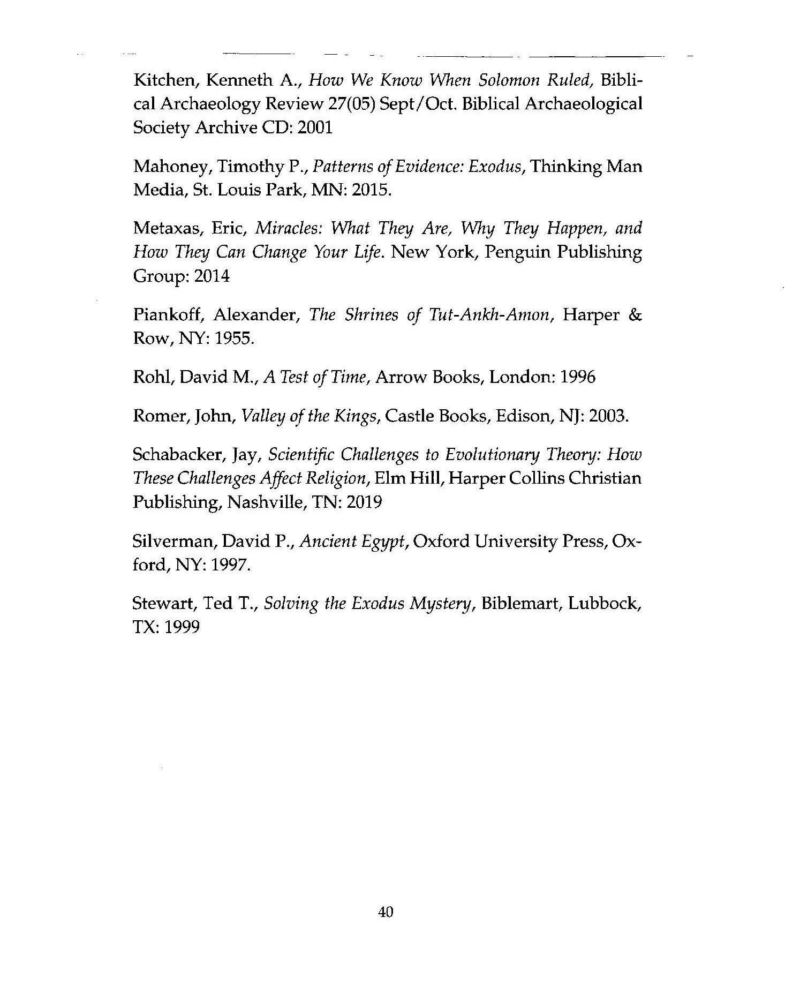 Kitchen, Kenneth A., How We Know When Solomon Ruled, Bibli-
cal Archaeology Review 27(05) Sept/Oct. Biblical Archaeological
Society Archive CD: 2001
Mahoney, Timothy P., Patterns of Evidence: Exodus, Thinking Man
Media, St. Louis Park, MN: 2015.
Metaxas, Eric, Miracles: What They Are, Why They Happen, and
How They Can Change Your Life. New York, Penguin Publishing
Group: 2014
Piankoff, Alexander, The Shrines of Tut-Ankh-Amon, Harper &
Row, NY: 1955.
Rohl, David M., A Test of Time, Arrow Books, London: 1996
Romer, John, Valley of the Kings, Castle Books, Edison, NJ: 2003.
Schabacker, Jay, Scientific Challenges to Evolutionary Theory: How
These Challenges Affect Religion, Elm Hill, Harper Collins Christian
Publishing, Nashville, TN: 2019
Silverman, David P., Ancient Egypt, Oxford University Press, Ox-
ford, NY: 1997.
Stewart, Ted T., Solving the Exodus Mystery, Biblemart, Lubbock,
TX: 1999
40